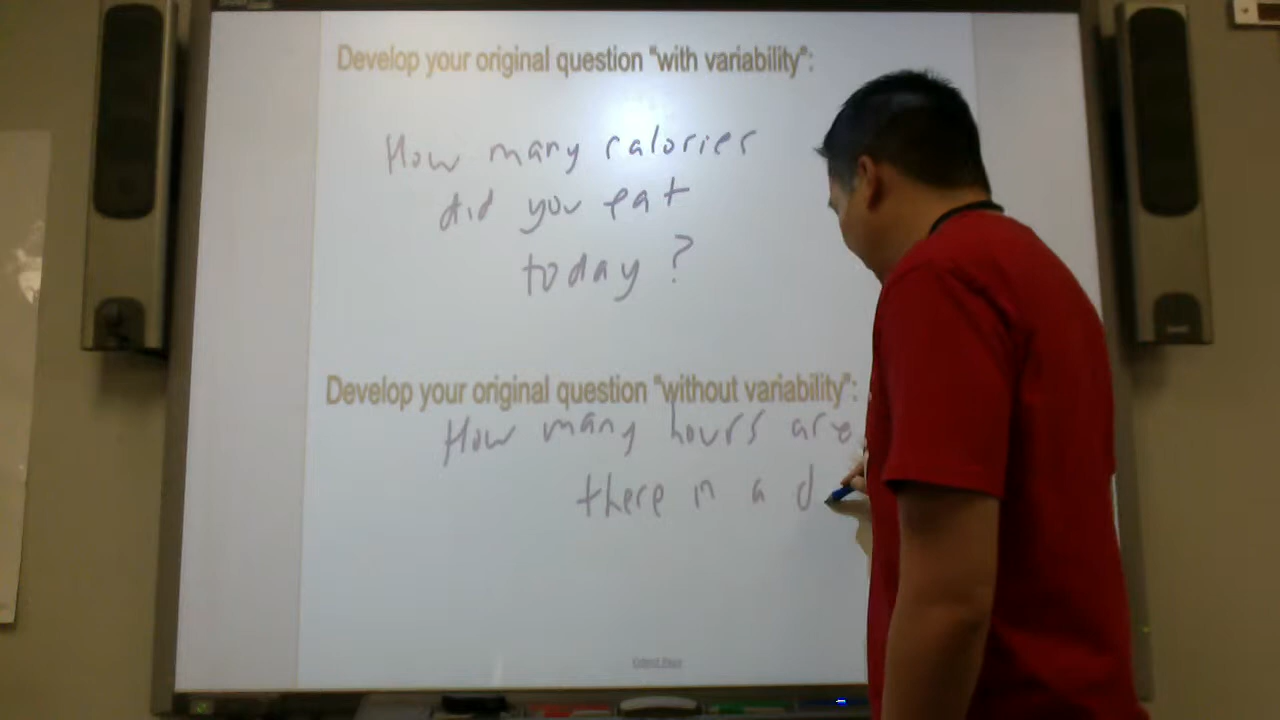 Develop your original question "with variability":
How many calories
did you eat
today ?
Develop your original question "without variability":
How many hours are
there in a d